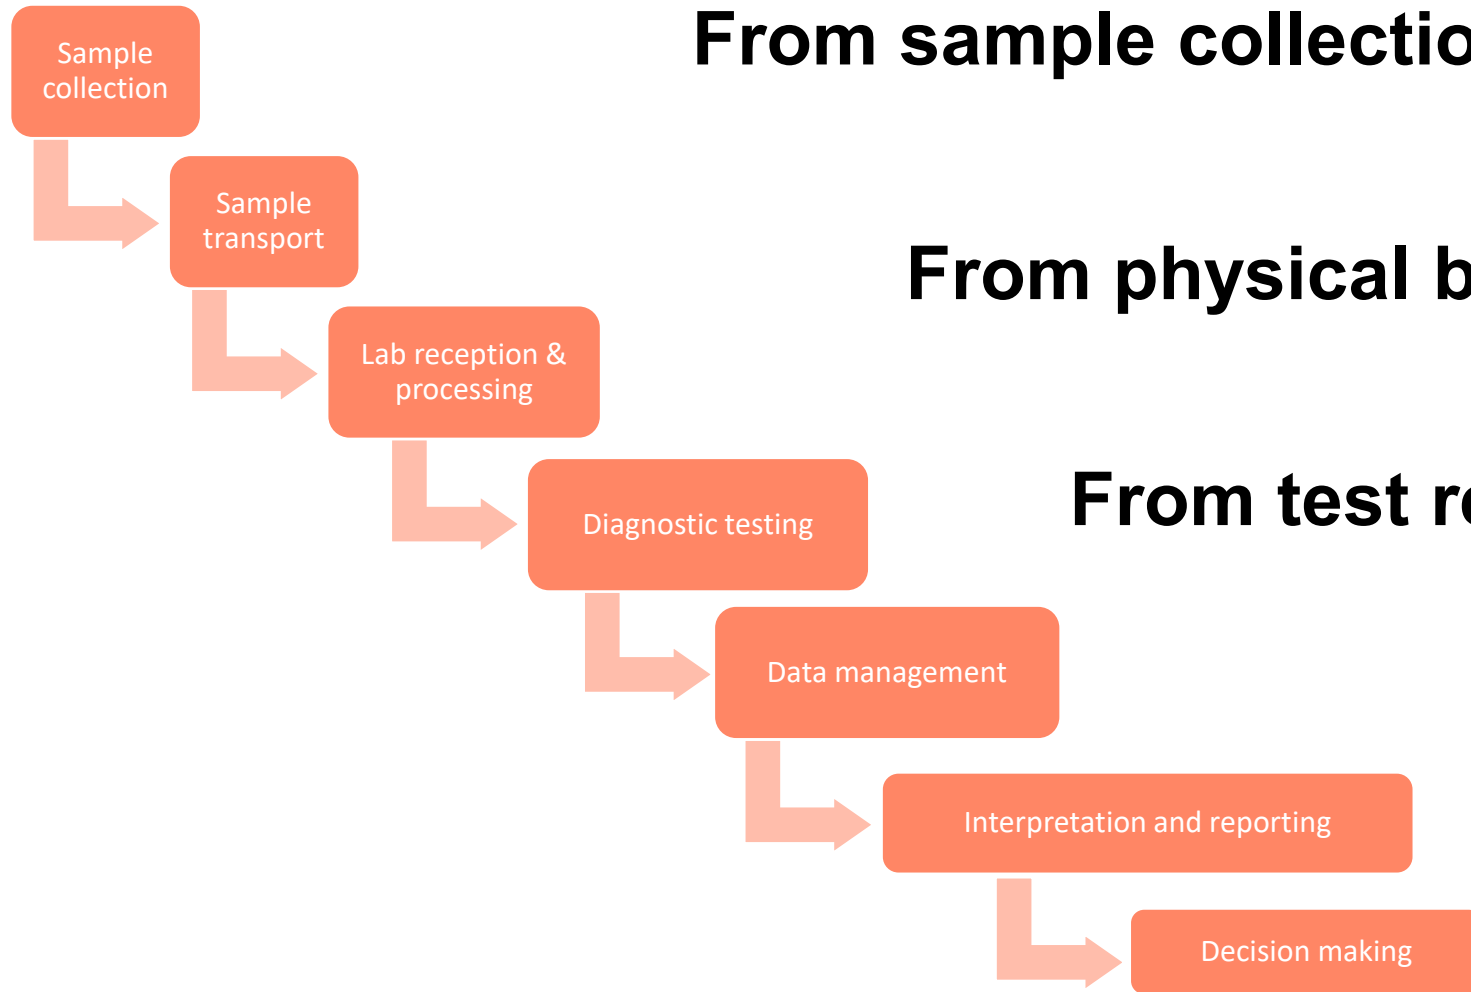 From sample
Sample
collection
Sample
transport
From physical
Lab reception &
processing
From test
Diagnostic testing
Data management
Interpretation and reporting
Decision making